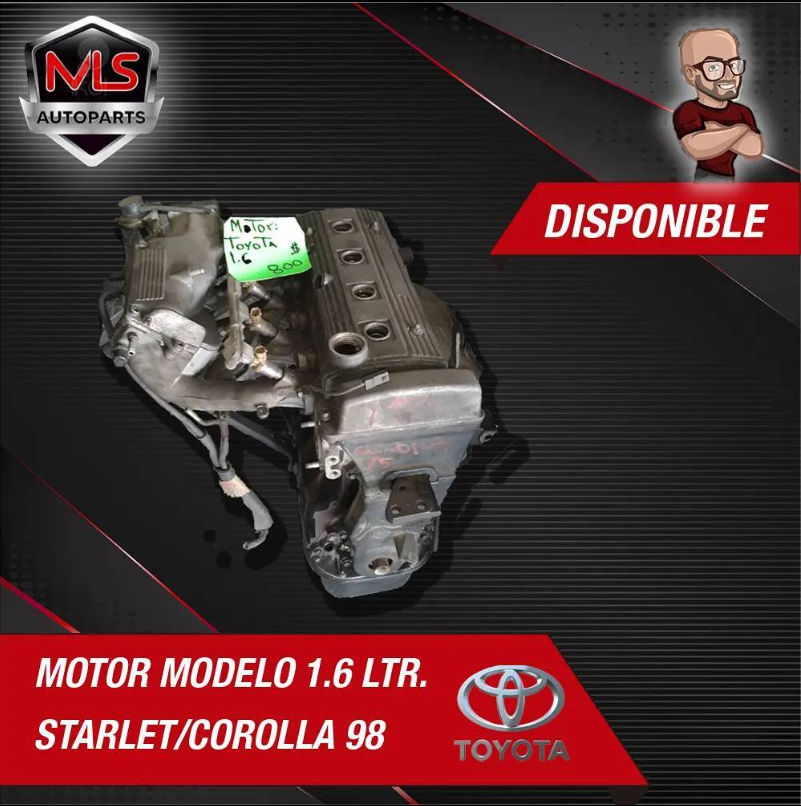 MLS
AUTOPARTS
DISPONIBLE
MOTOR:
TOYOTA
1.6 $
800
MOTOR MODELO 1.6 LTR.
STARLET/COROLLA 98
TOYOTA